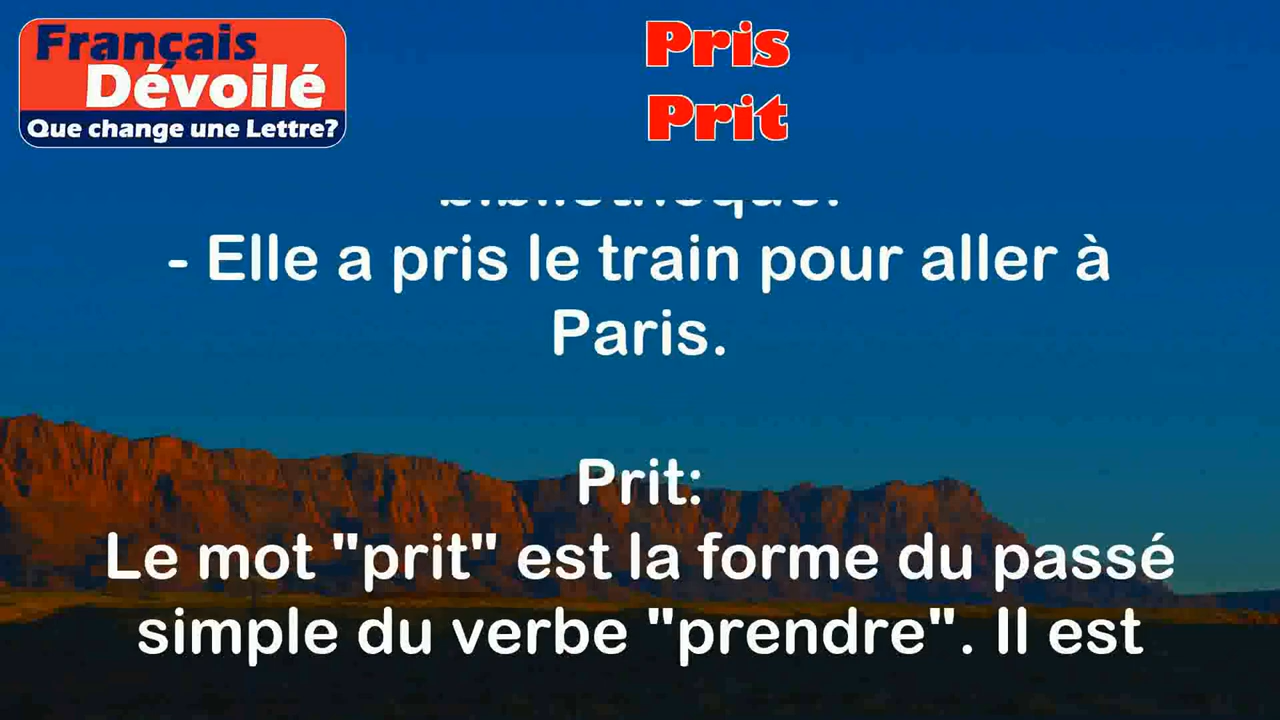 Français
Dévoilé
Que change une Lettre?
Pris
Prit
- Elle a pris le train pour aller à
Paris.
Prit:
Le mot "prit" est la forme du passé
simple du verbe "prendre". Il est